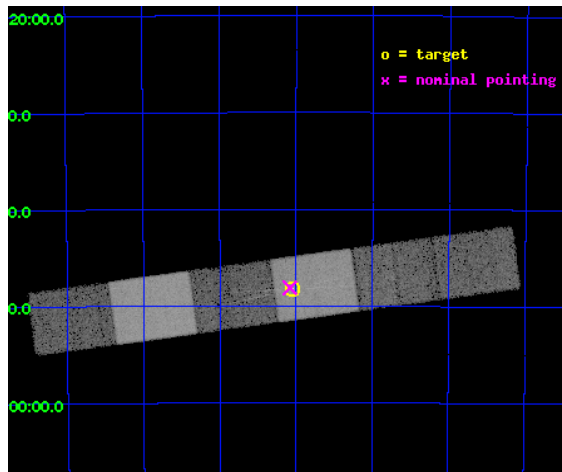 20:00.0
o = target
x = nominal pointing
0.0
0.0
0.0
00:00.0